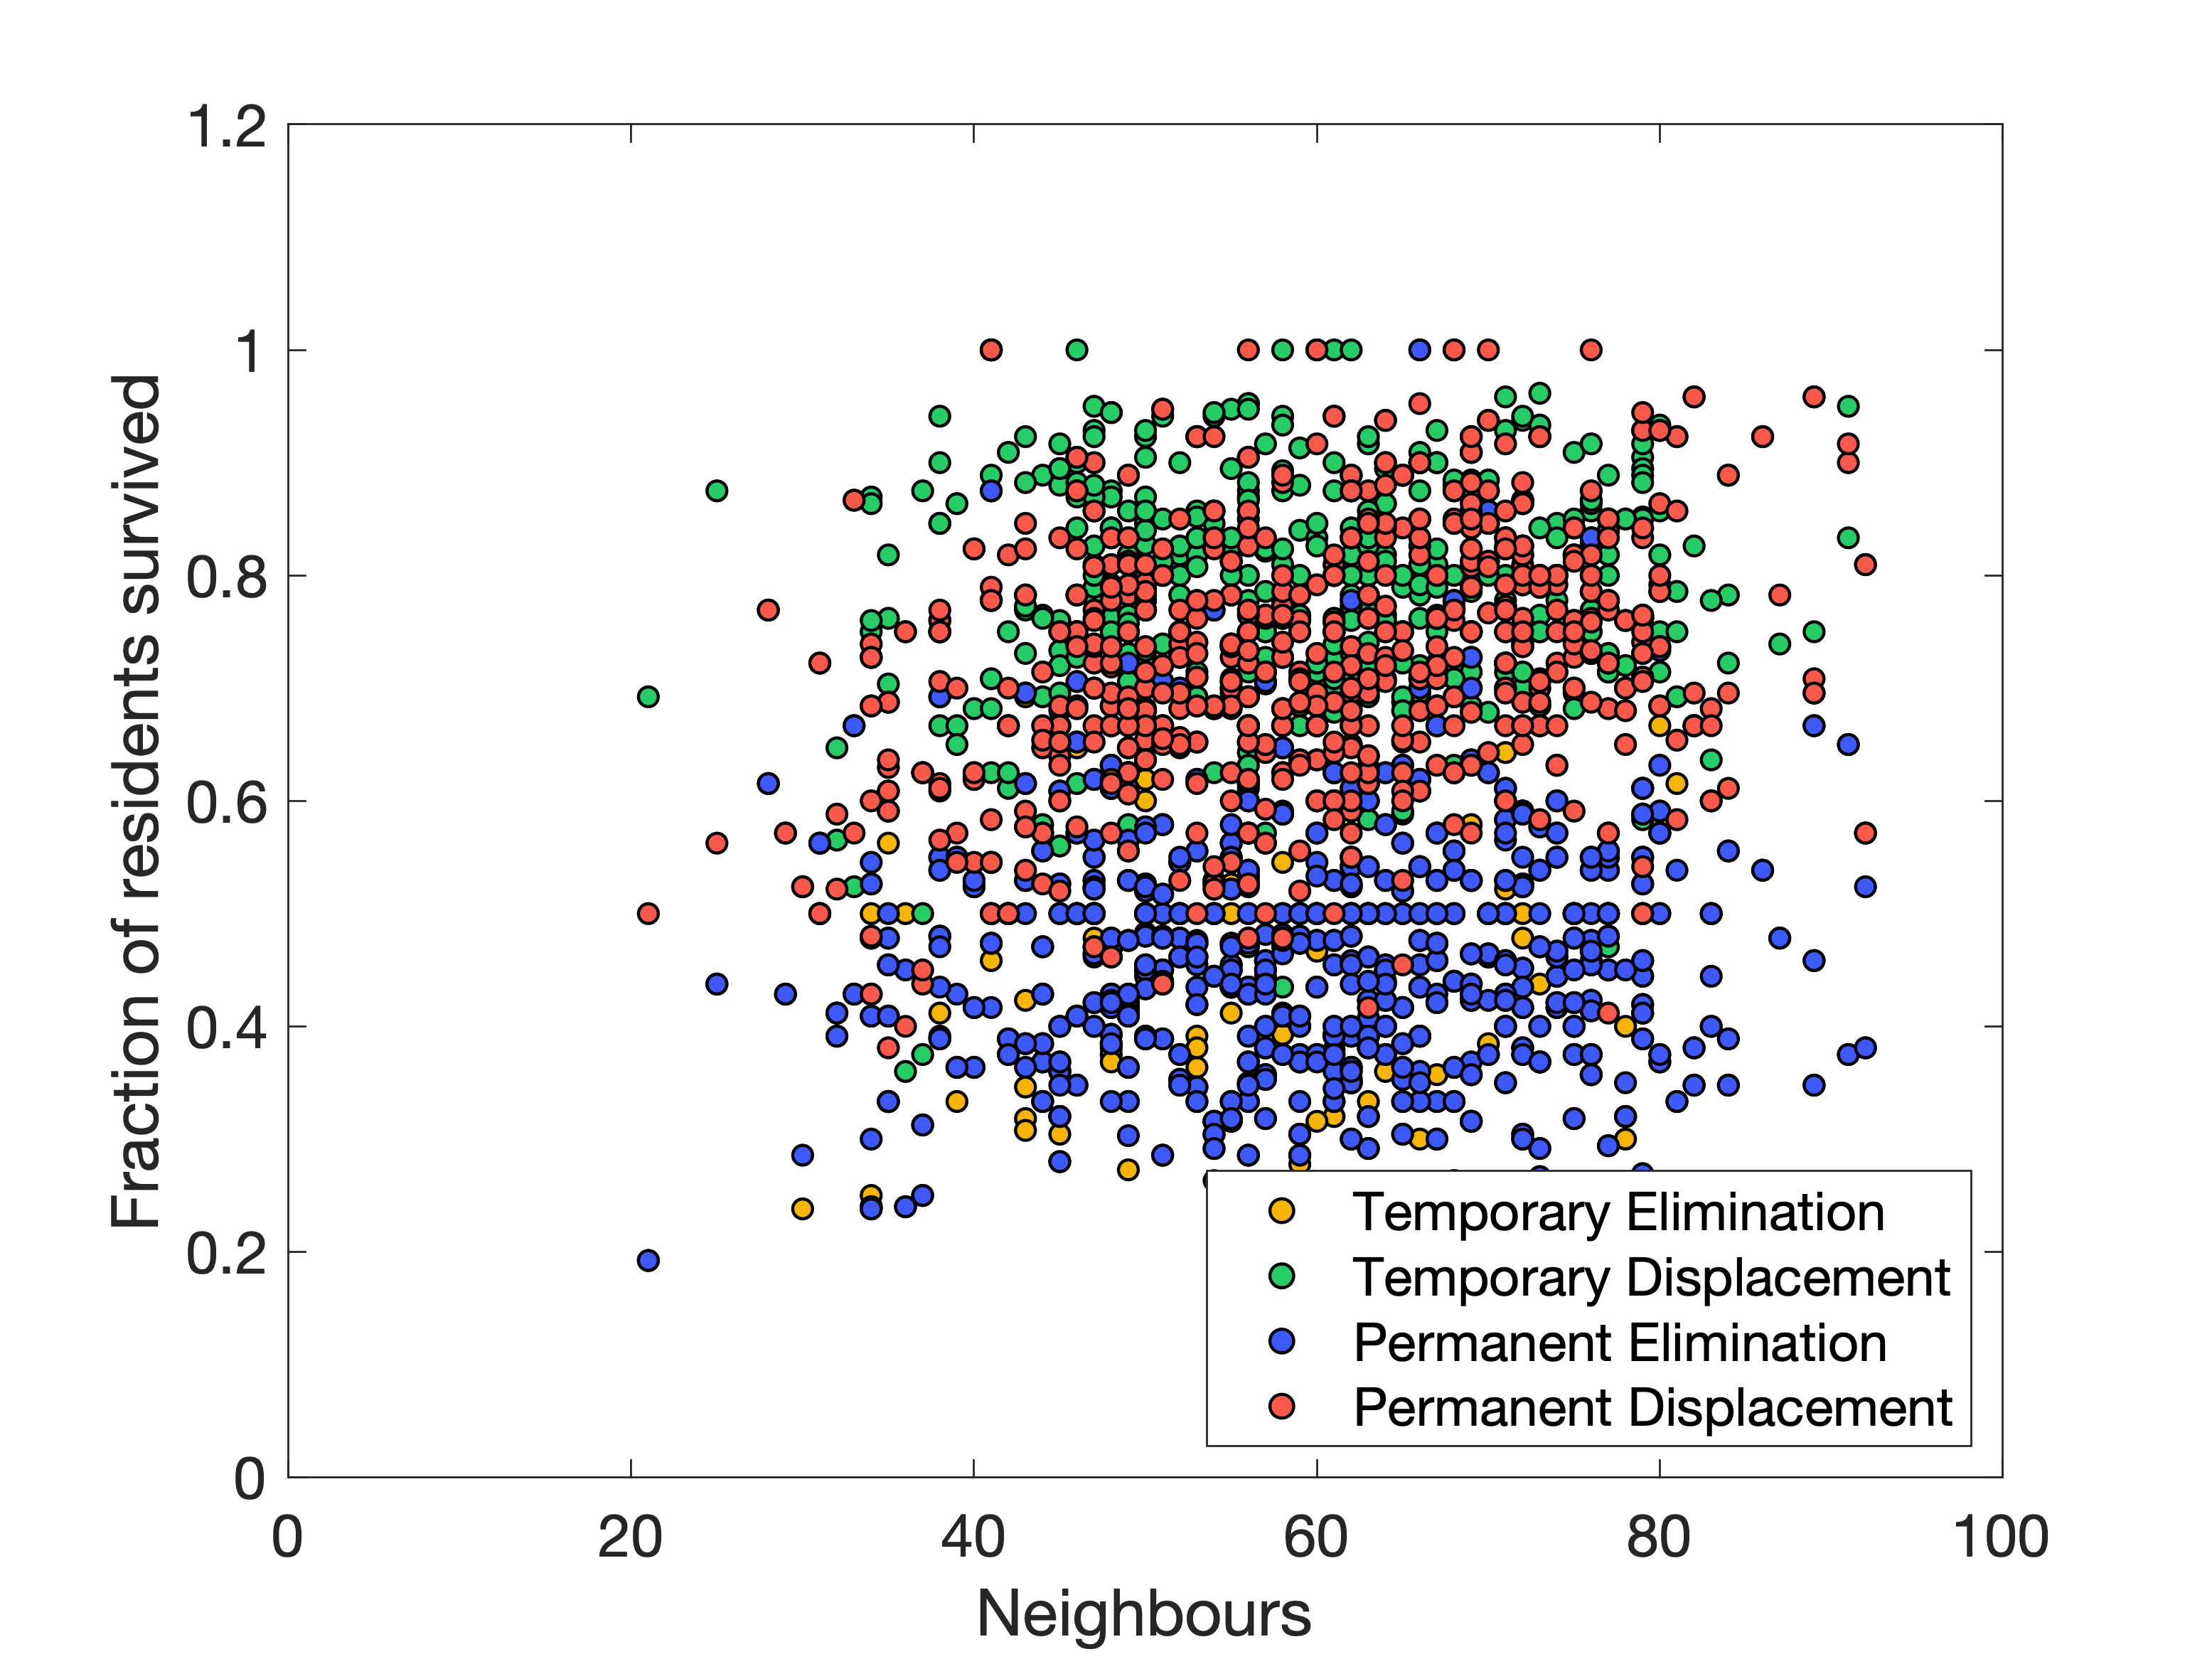 1.2
1
0.8
0.6
0.4
0.2
0
Fraction of residents survived
Temporary Elimination
Temporary Displacement
Permanent Elimination
Permanent Displacement
0 20 40 60 80 100
Neighbours